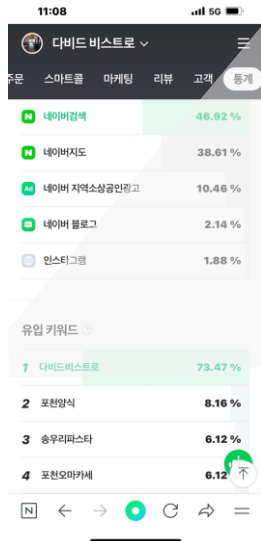 11:08
5G
다비드 비스트로
주문 스마트콜 마케팅 리뷰 고객 통계
네이버검색 46.92 %
네이버지도 38.61 %
Ad 네이버 지역소상공인광고 10.46 %
네이버 블로그 2.14 %
인스타그램 1.88 %
유입 키워드
1 다비드비스트로 73.47 %
2 포천양식 8.16 %
3 송우리파스타 6.12 %
4 포천오마카세 6.12
N